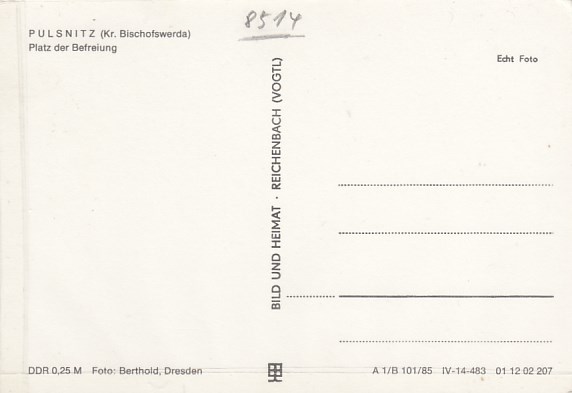 8514
PULSNITZ (Kr. Bischofswerda)
Platz der Befreiung
Echt Foto
BILD UND HEIMAT · REICHENBACH (VOGTL)
DDR 0,25 M Foto: Berthold, Dresden
A 1/B 101/85 IV-14-483 01 12 02 207